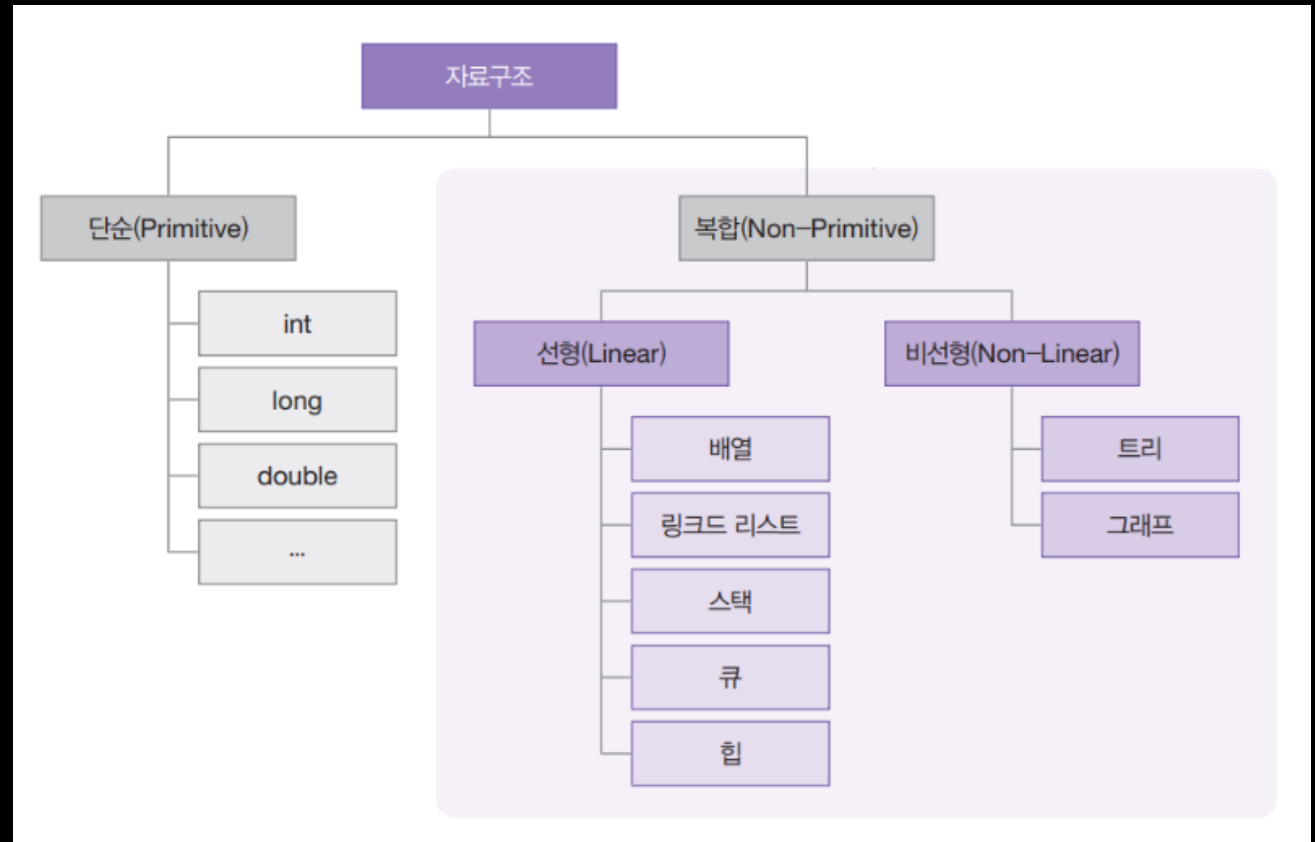 자료구조
단순(Primitive)
int
long
double
...
복합(Non-Primitive)
선형(Linear)
배열
링크드 리스트
스택
큐
힙
비선형(Non-Linear)
트리
그래프